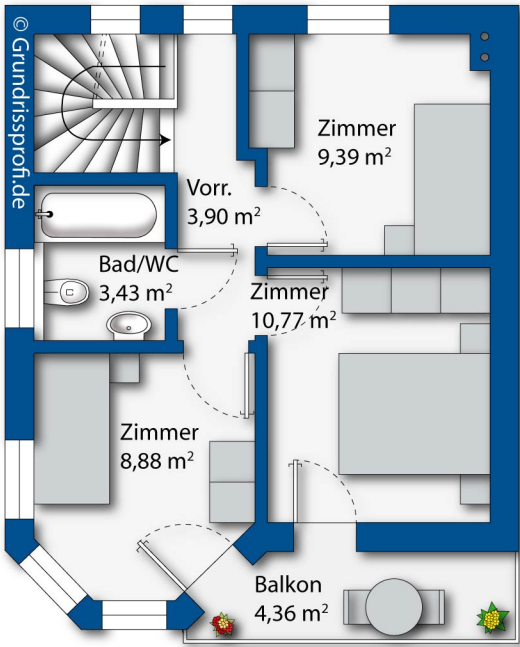 © Grundrissprofi.de
Zimmer
9,39 m²
Vorr.
3,90 m²
Bad/WC
3,43 m²
Zimmer
10,77 m²
Zimmer
8,88 m²
Balkon
4,36 m²